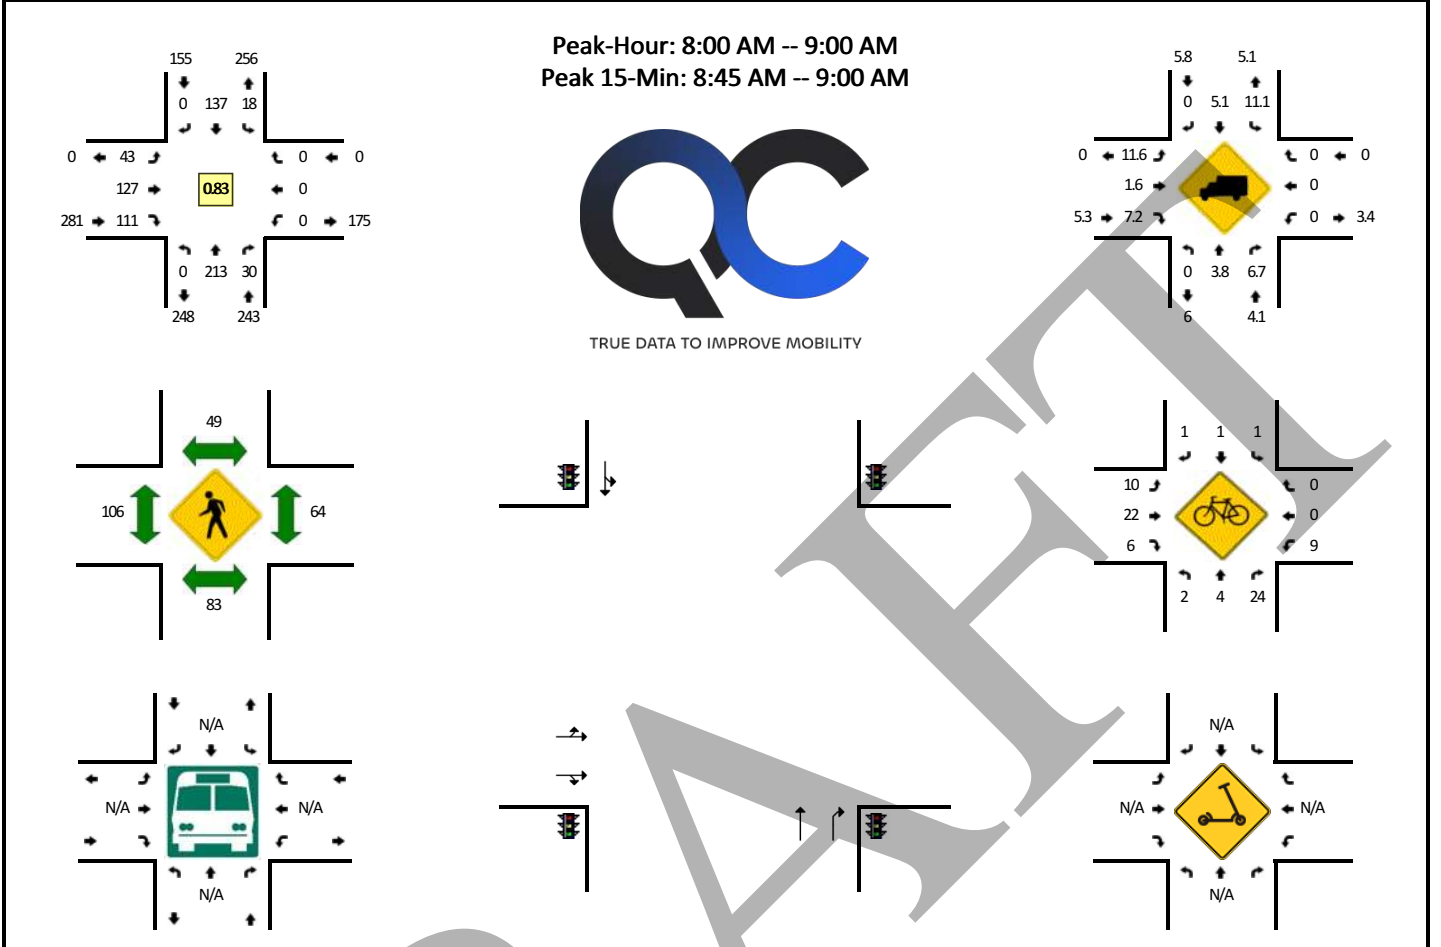 Peak-Hour: 8:00 AM -- 9:00 AM
Peak 15-Min: 8:45 AM -- 9:00 AM
155 256
0 137 18
0 43 0 0
127 0.83 0
281 111 0 175
0 213 30
248 243
QC
TRUE DATA TO IMPROVE MOBILITY
5.8 5.1
0 5.1 11.1
0 11.6 0 0
1.6 0
5.3 7.2 0 3.4
0 3.8 6.7
6 4.1
49
106 64
83
1 1 1
10 0
22 0
6 9
2 4 24
N/A
N/A N/A
N/A
N/A
N/A N/A
N/A
DRAFT